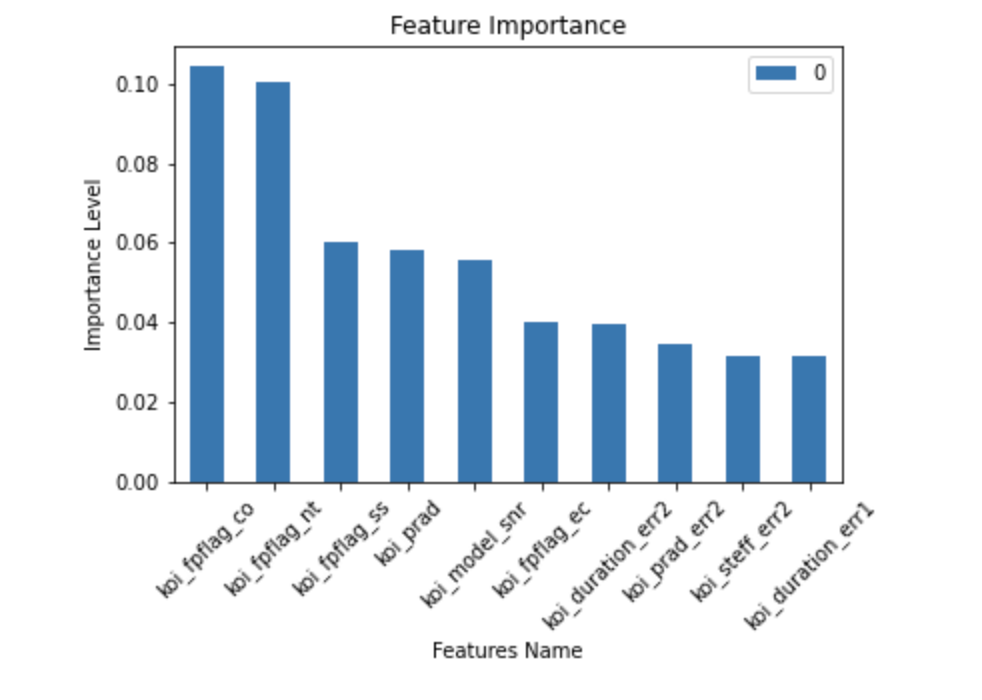 Feature Importance
0
0.10
0.08
0.06
0.04
0.02
0.00
Importance Level
koi_fpflag_co
koi_fpflag_nt
koi_fpflag_ss
koi_prad
koi_model_snr
koi_fpflag_ec
koi_duration_err2
koi_prad_err2
koi_steff_err2
koi_duration_err1
Features Name